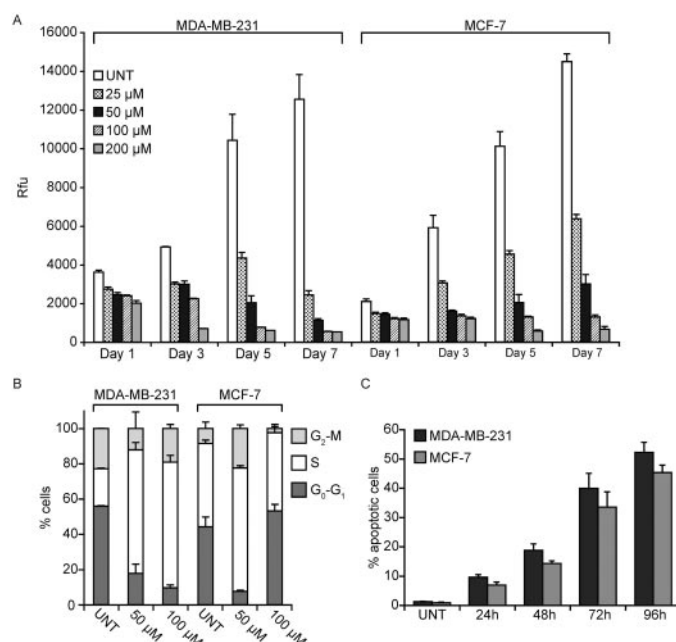 A
MDA-MB-231
MCF-7
16000
14000
12000
10000
8000
6000
4000
2000
0
Rfu
UNT
25 µM
50 µM
100 µM
200 µM
Day 1
Day 3
Day 5
Day 7
Day 1
Day 3
Day 5
Day 7
B
MDA-MB-231
MCF-7
100
80
60
40
20
0
% cells
G₂-M
S
G₀-G₁
UNT
50 µM
100 µM
UNT
50 µM
100 µM
C
60
50
40
30
20
10
0
% apoptotic cells
MDA-MB-231
MCF-7
UNT
24h
48h
72h
96h